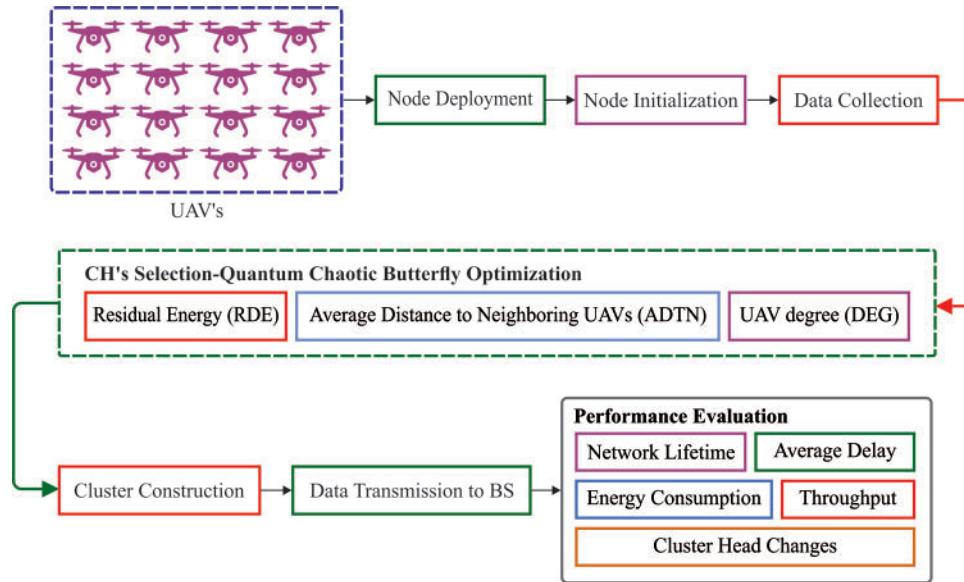 UAV's
Node Deployment
Node Initialization
Data Collection
CH's Selection-Quantum Chaotic Butterfly Optimization
Residual Energy (RDE)
Average Distance to Neighboring UAVs (ADTN)
UAV degree (DEG)
Cluster Construction
Data Transmission to BS
Performance Evaluation
Network Lifetime
Average Delay
Energy Consumption
Throughput
Cluster Head Changes